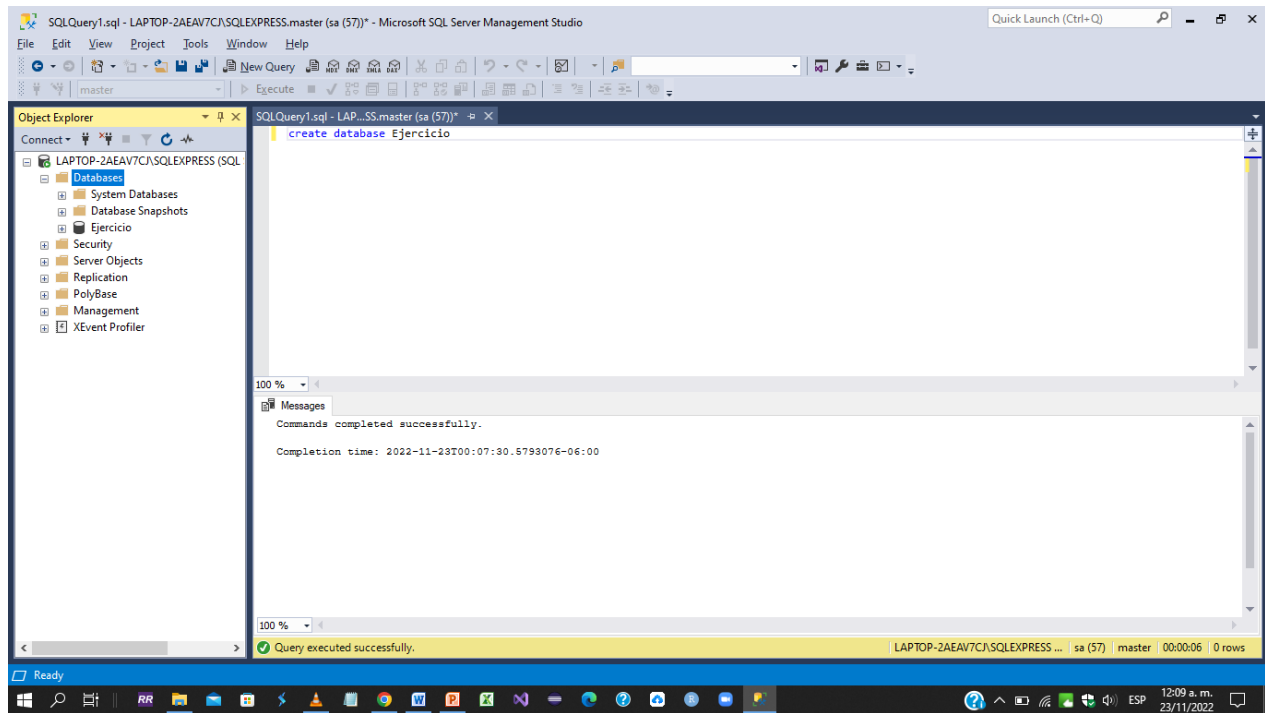 SQLQuery1.sql - LAPTOP-2AEAV7CJ\SQLEXPRESS.master (sa (57))* - Microsoft SQL Server Management Studio
Quick Launch (Ctrl+Q)
File Edit View Project Tools Window Help
New Query MDX DMX XMLA DAX
master
Execute
Object Explorer
SQLQuery1.sql - LAP...SS.master (sa (57))*
Connect
create database Ejercicio
LAPTOP-2AEAV7CJ\SQLEXPRESS (SQL
Databases
System Databases
Database Snapshots
Ejercicio
Security
Server Objects
Replication
PolyBase
Management
XEvent Profiler
100 %
Messages
Commands completed successfully.
Completion time: 2022-11-23T00:07:30.5793076-06:00
100 %
Query executed successfully.
LAPTOP-2AEAV7CJ\SQLEXPRESS ... sa (57) master 00:00:06 0 rows
Ready
RR
ESP
12:09 a. m.
23/11/2022